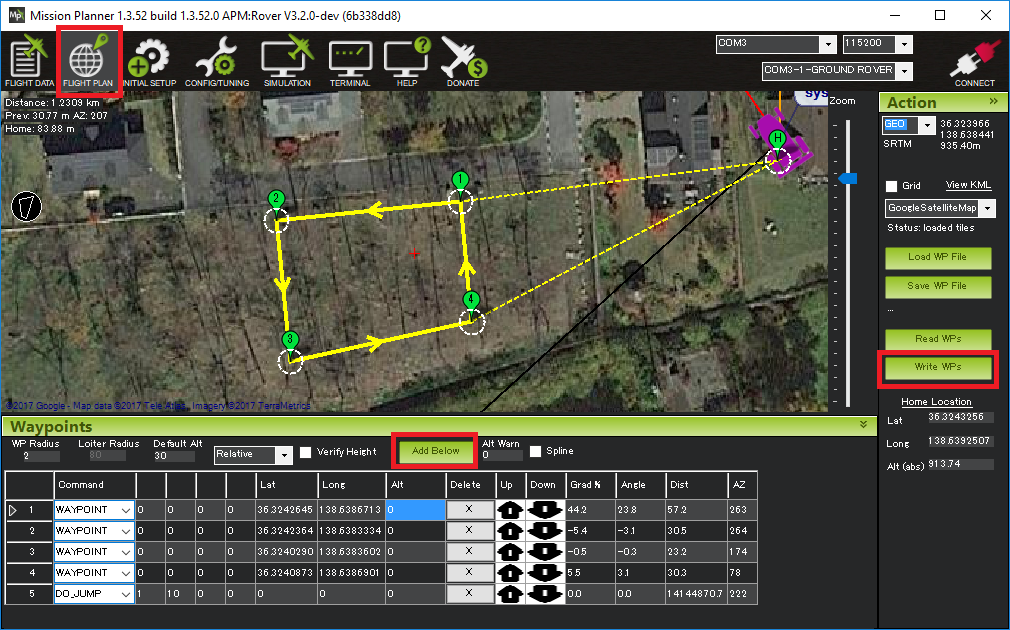 Mission Planner 1.3.52 build 1.3.52.0 APM:Rover V3.2.0-dev (6b338dd8)
FLIGHT DATA FLIGHT PLAN INITIAL SETUP CONFIG/TUNING SIMULATION TERMINAL HELP DONATE
COM3 115200
COM3-1-GROUND ROVER
CONNECT
Distance: 1.2309 km
Prev: 30.77 m AZ: 207
Home: 83.88 m
sys
Zoom
H
1
2
3
4
©2017 Google - Map data ©2017 Tele Atlas, Imagery ©2017 TerraMetrics
Action »
GEO 36.323966
138.638441
SRTM 935.40m
Grid View KML
GoogleSatelliteMap
Status: loaded tiles
Load WP File
Save WP File
...
Read WPs
Write WPs
Home Location
Lat 36.3243256
Long 138.6392507
Alt (abs) 913.74
Waypoints
WP Radius Loiter Radius Default Alt Alt Warn
2 80 30 Relative Verify Height Add Below 0 Spline
Command Lat Long Alt Delete Up Down Grad % Angle Dist AZ
1 WAYPOINT 0 0 0 0 36.3242645 138.6386713 0 X 44.2 23.8 57.2 263
2 WAYPOINT 0 0 0 0 36.3242364 138.6383334 0 X -5.4 -3.1 30.5 264
3 WAYPOINT 0 0 0 0 36.3240290 138.6383602 0 X -0.5 -0.3 23.2 174
4 WAYPOINT 0 0 0 0 36.3240873 138.6386901 0 X 5.5 3.1 30.3 78
5 DO_JUMP 1 10 0 0 0 0 0 X 0.0 0.0 14144870.7 222